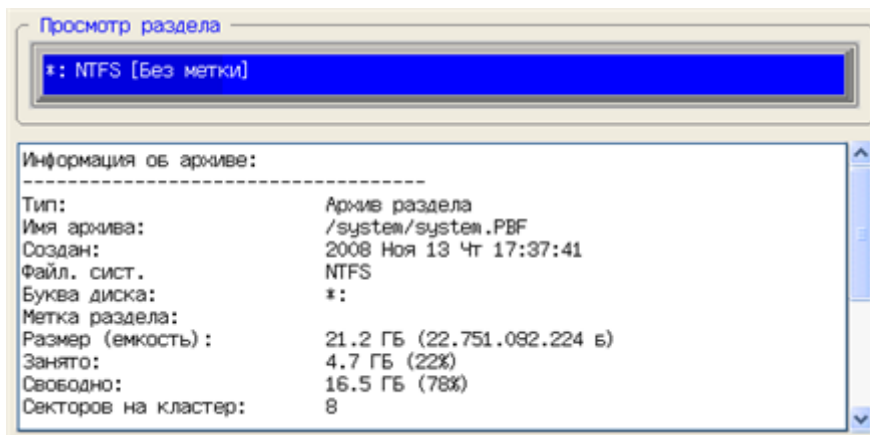 Просмотр раздела
*: NTFS [Без метки]
Информация об архиве:
------------------------------------
Тип: Архив раздела
Имя архива: /system/system.PBF
Создан: 2008 Ноя 13 Чт 17:37:41
Файл. сист. NTFS
Буква диска: *:
Метка раздела:
Размер (емкость): 21.2 ГБ (22.751.092.224 б)
Занято: 4.7 ГБ (22%)
Свободно: 16.5 ГБ (78%)
Секторов на кластер: 8